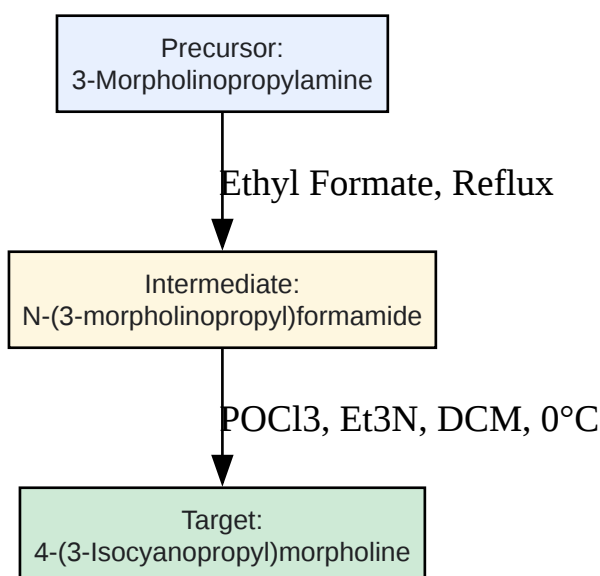 Precursor:
3-Morpholinopropylamine
Ethyl Formate, Reflux
Intermediate:
N-(3-morpholinopropyl)formamide
POCl3, Et3N, DCM, 0°C
Target:
4-(3-Isocyanopropyl)morpholine